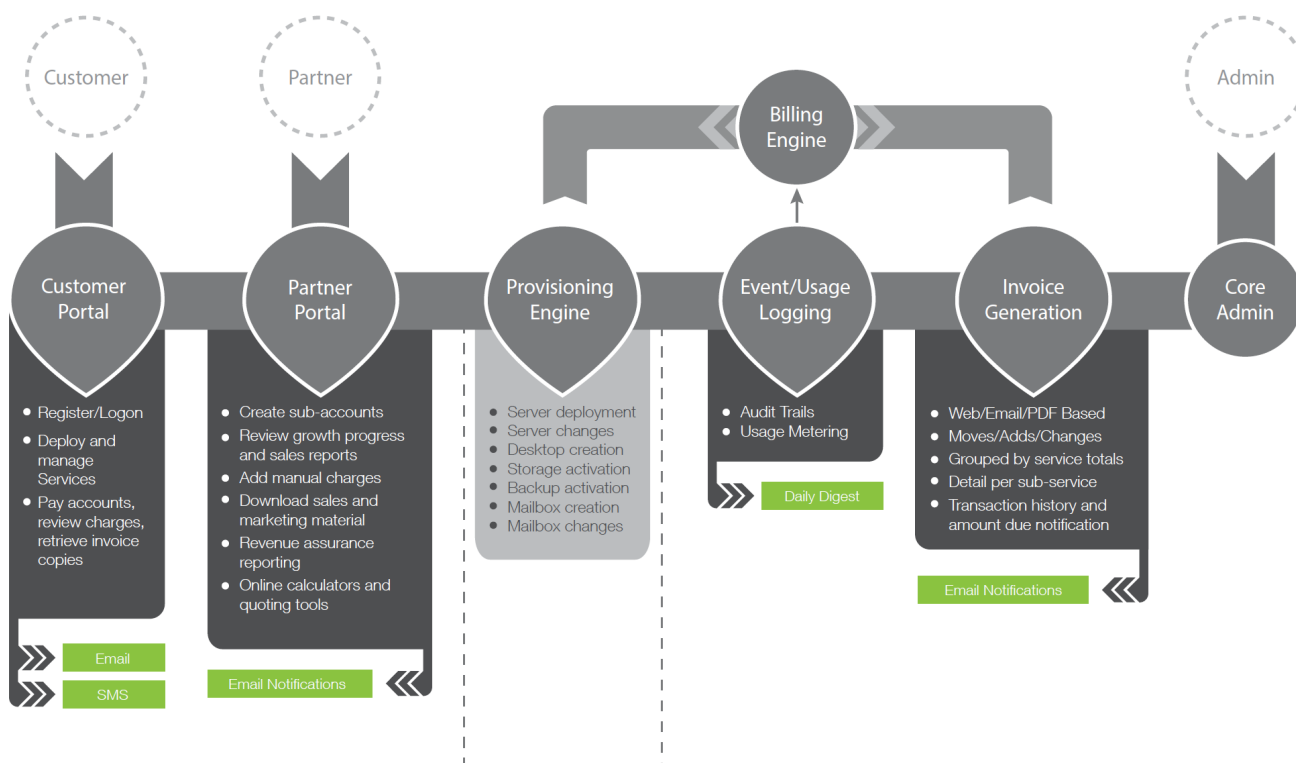 Customer
Partner
Admin
Billing
Engine
Customer
Portal
Partner
Portal
Provisioning
Engine
Event/Usage
Logging
Invoice
Generation
Core
Admin
• Register/Logon
• Deploy and
manage
Services
• Pay accounts,
review charges,
retrieve invoice
copies
Email
SMS
• Create sub-accounts
• Review growth progress
and sales reports
• Add manual charges
• Download sales and
marketing material
• Revenue assurance
reporting
• Online calculators and
quoting tools
Email Notifications
• Server deployment
• Server changes
• Desktop creation
• Storage activation
• Backup activation
• Mailbox creation
• Mailbox changes
• Audit Trails
• Usage Metering
Daily Digest
• Web/Email/PDF Based
• Moves/Adds/Changes
• Grouped by service totals
• Detail per sub-service
• Transaction history and
amount due notification
Email Notifications